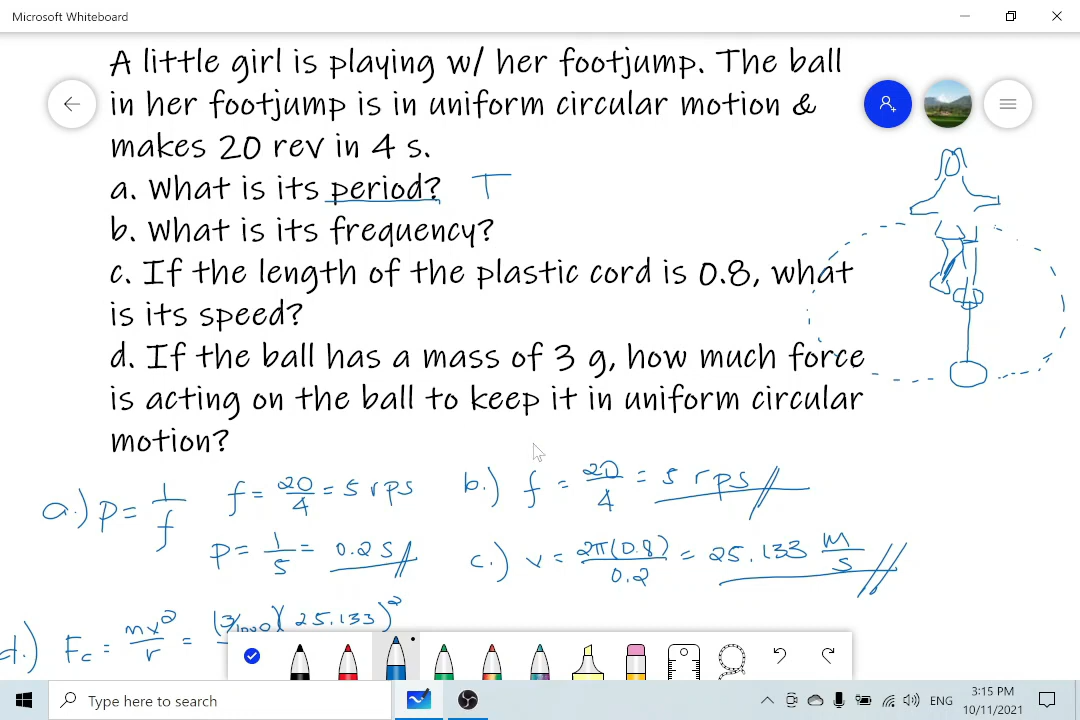 Microsoft Whiteboard
A little girl is playing w/ her footjump. The ball
in her footjump is in uniform circular motion &
makes 20 rev in 4 s.
a. What is its period? T
b. What is its frequency?
c. If the length of the plastic cord is 0.8, what
is its speed?
d. If the ball has a mass of 3 g, how much force
is acting on the ball to keep it in uniform circular
motion?
a.) p = 1/f f = 20/4 = 5 rps
p = 1/5 = 0.2 s
b.) f = 20/4 = 5 rps
c.) v = 2π(0.8)/0.2 = 25.133 m/s
d.) Fc = mv²/r = (3/1000)(25.133)²
Type here to search
ENG
3:15 PM
10/11/2021